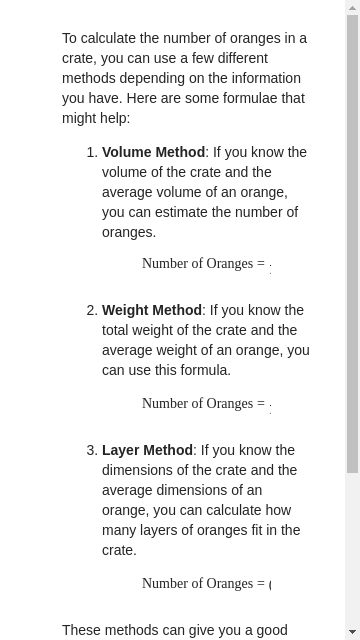 To calculate the number of oranges in a
crate, you can use a few different
methods depending on the information
you have. Here are some formulae that
might help:
1. Volume Method: If you know the
volume of the crate and the
average volume of an orange,
you can estimate the number of
oranges.
Number of Oranges =
2. Weight Method: If you know the
total weight of the crate and the
average weight of an orange, you
can use this formula.
Number of Oranges =
3. Layer Method: If you know the
dimensions of the crate and the
average dimensions of an
orange, you can calculate how
many layers of oranges fit in the
crate.
Number of Oranges = (
These methods can give you a good